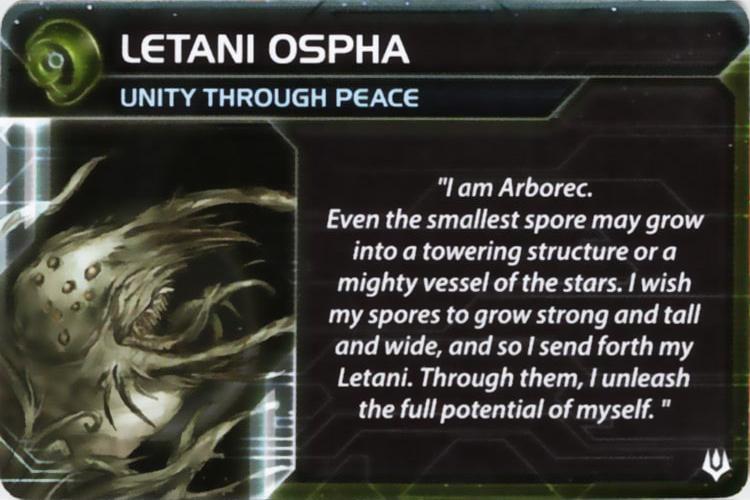 LETANI OSPHA
UNITY THROUGH PEACE
"I am Arborec.
Even the smallest spore may grow
into a towering structure or a
mighty vessel of the stars. I wish
my spores to grow strong and tall
and wide, and so I send forth my
Letani. Through them, I unleash
the full potential of myself. "